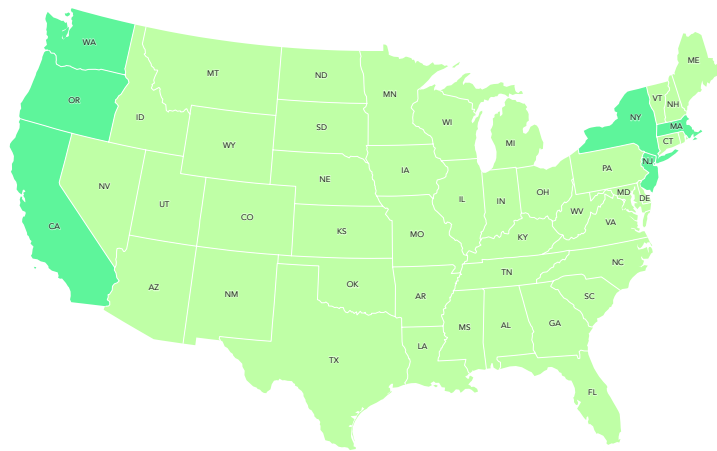 WA
MT
ND
MN
ME
OR
ID
SD
WI
VT
NH
NY
MA
WY
MI
CT
NJ
NV
NE
IA
PA
UT
CO
IL
IN
OH
MD
DE
CA
KS
MO
WV
VA
KY
AZ
NM
OK
AR
TN
NC
TX
LA
MS
AL
GA
SC
FL